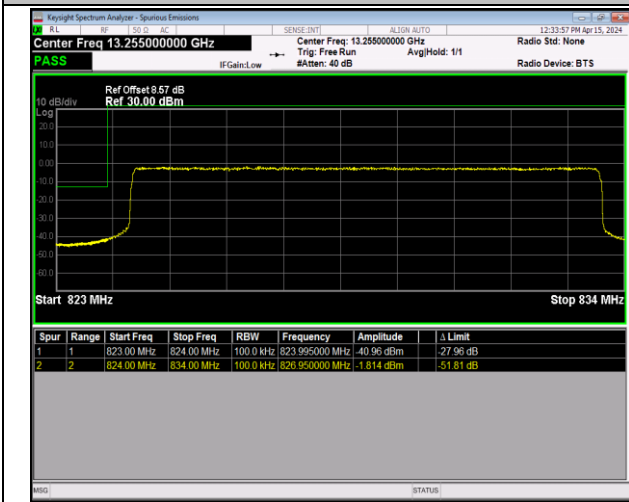 Keysight Spectrum Analyzer - Spurious Emissions
RL RF 50 Ω AC SENSE:INT ALIGN AUTO 12:33:57 PM Apr 15, 2024
Center Freq 13.255000000 GHz Center Freq: 13.255000000 GHz Radio Std: None
Trig: Free Run Avg|Hold: 1/1
PASS IFGain:Low #Atten: 40 dB Radio Device: BTS
Ref Offset 8.57 dB
10 dB/div Ref 30.00 dBm
Log
20.0
10.0
0.00
-10.0
-20.0
-30.0
-40.0
-50.0
-60.0
Start 823 MHz Stop 834 MHz
Spur Range Start Freq Stop Freq RBW Frequency Amplitude Δ Limit
1 1 823.00 MHz 824.00 MHz 100.0 kHz 823.995000 MHz -40.96 dBm -27.96 dB
2 2 824.00 MHz 834.00 MHz 100.0 kHz 826.950000 MHz -1.814 dBm -51.81 dB
MSG STATUS